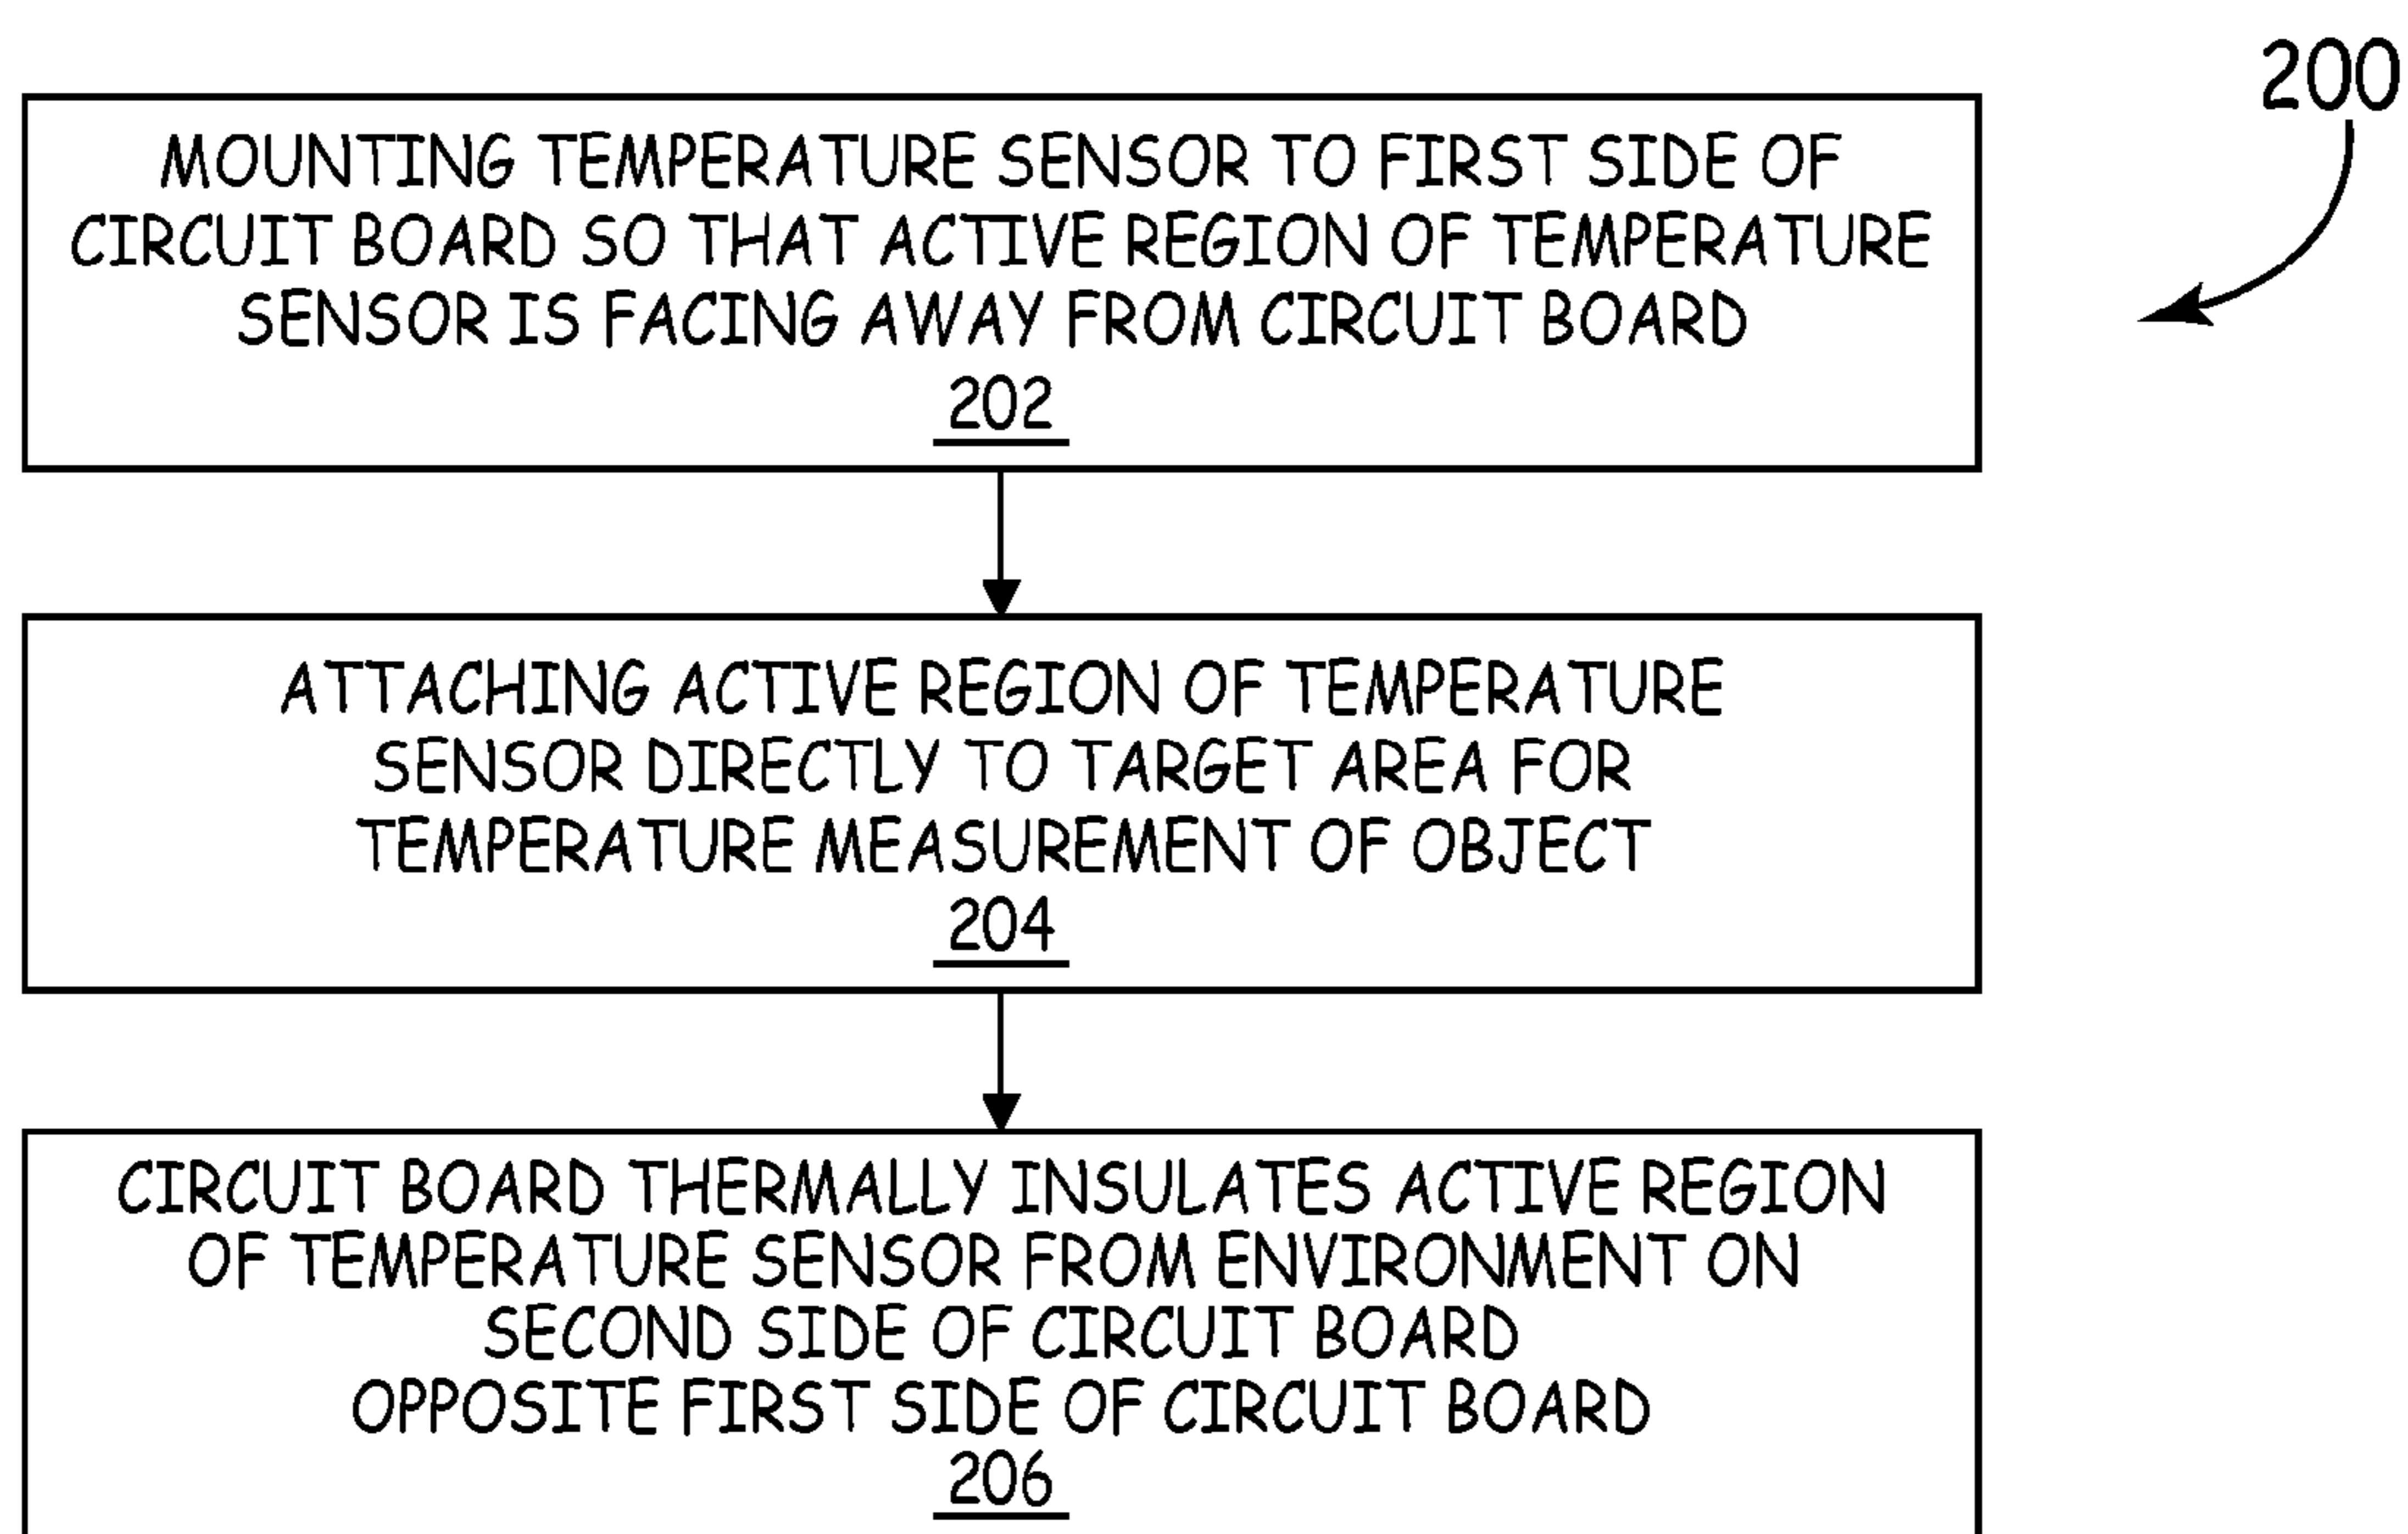 200
MOUNTING TEMPERATURE SENSOR TO FIRST SIDE OF
CIRCUIT BOARD SO THAT ACTIVE REGION OF TEMPERATURE
SENSOR IS FACING AWAY FROM CIRCUIT BOARD
202
ATTACHING ACTIVE REGION OF TEMPERATURE
SENSOR DIRECTLY TO TARGET AREA FOR
TEMPERATURE MEASUREMENT OF OBJECT
204
CIRCUIT BOARD THERMALLY INSULATES ACTIVE REGION
OF TEMPERATURE SENSOR FROM ENVIRONMENT ON
SECOND SIDE OF CIRCUIT BOARD
OPPOSITE FIRST SIDE OF CIRCUIT BOARD
206